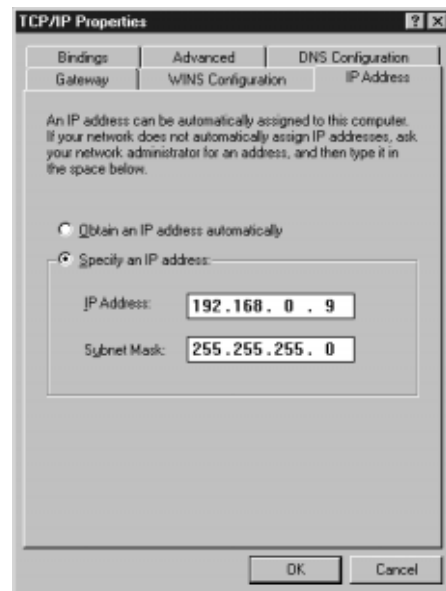 TCP/IP Properties
? X
Bindings Advanced DNS Configuration
Gateway WINS Configuration IP Address
An IP address can be automatically assigned to this computer.
If your network does not automatically assign IP addresses, ask
your network administrator for an address, and then type it in
the space below.
Obtain an IP address automatically
Specify an IP address:
IP Address: 192.168. 0 . 9
Subnet Mask: 255.255.255. 0
OK Cancel